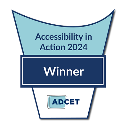 Accessibility in
Action 2024
Winner
ADCET